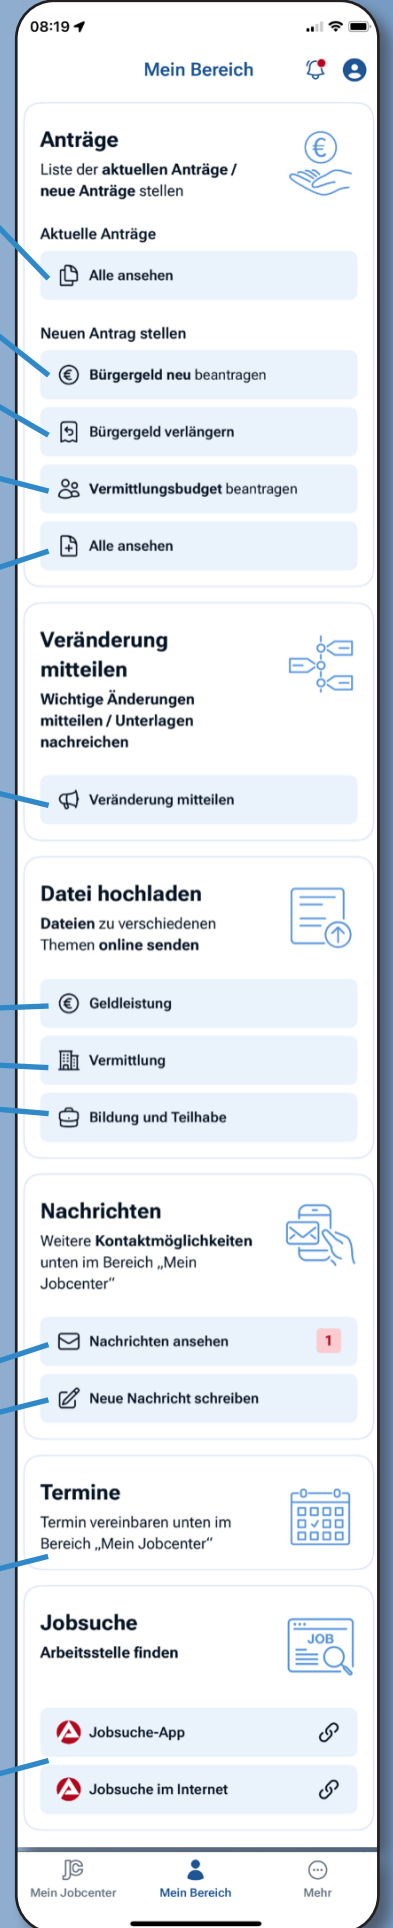 08:19
Mein Bereich
Anträge
Liste der aktuellen Anträge /
neue Anträge stellen
Aktuelle Anträge
Alle ansehen
Neuen Antrag stellen
Bürgergeld neu beantragen
Bürgergeld verlängern
Vermittlungsbudget beantragen
Alle ansehen
Veränderung
mitteilen
Wichtige Änderungen
mitteilen / Unterlagen
nachreichen
Veränderung mitteilen
Datei hochladen
Dateien zu verschiedenen
Themen online senden
Geldleistung
Vermittlung
Bildung und Teilhabe
Nachrichten
Weitere Kontaktmöglichkeiten
unten im Bereich „Mein
Jobcenter“
Nachrichten ansehen 1
Neue Nachricht schreiben
Termine
Termin vereinbaren unten im
Bereich „Mein Jobcenter“
Jobsuche
Arbeitsstelle finden
JOB
Jobsuche-App
Jobsuche im Internet
JC
Mein Jobcenter Mein Bereich Mehr